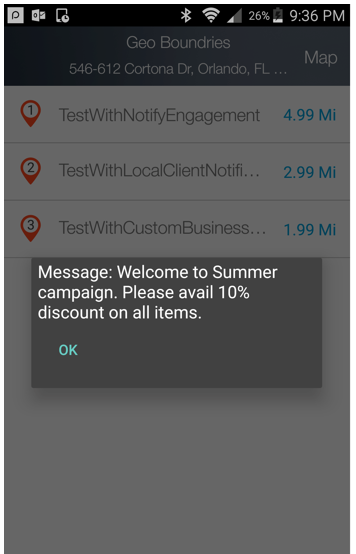 26% 9:36 PM
Geo Boundries
546-612 Cortona Dr, Orlando, FL ...
Map
1 TestWithNotifyEngagement 4.99 Mi
2 TestWithLocalClientNotifi... 2.99 Mi
3 TestWithCustomBusiness... 1.99 Mi
Message: Welcome to Summer
campaign. Please avail 10%
discount on all items.
OK